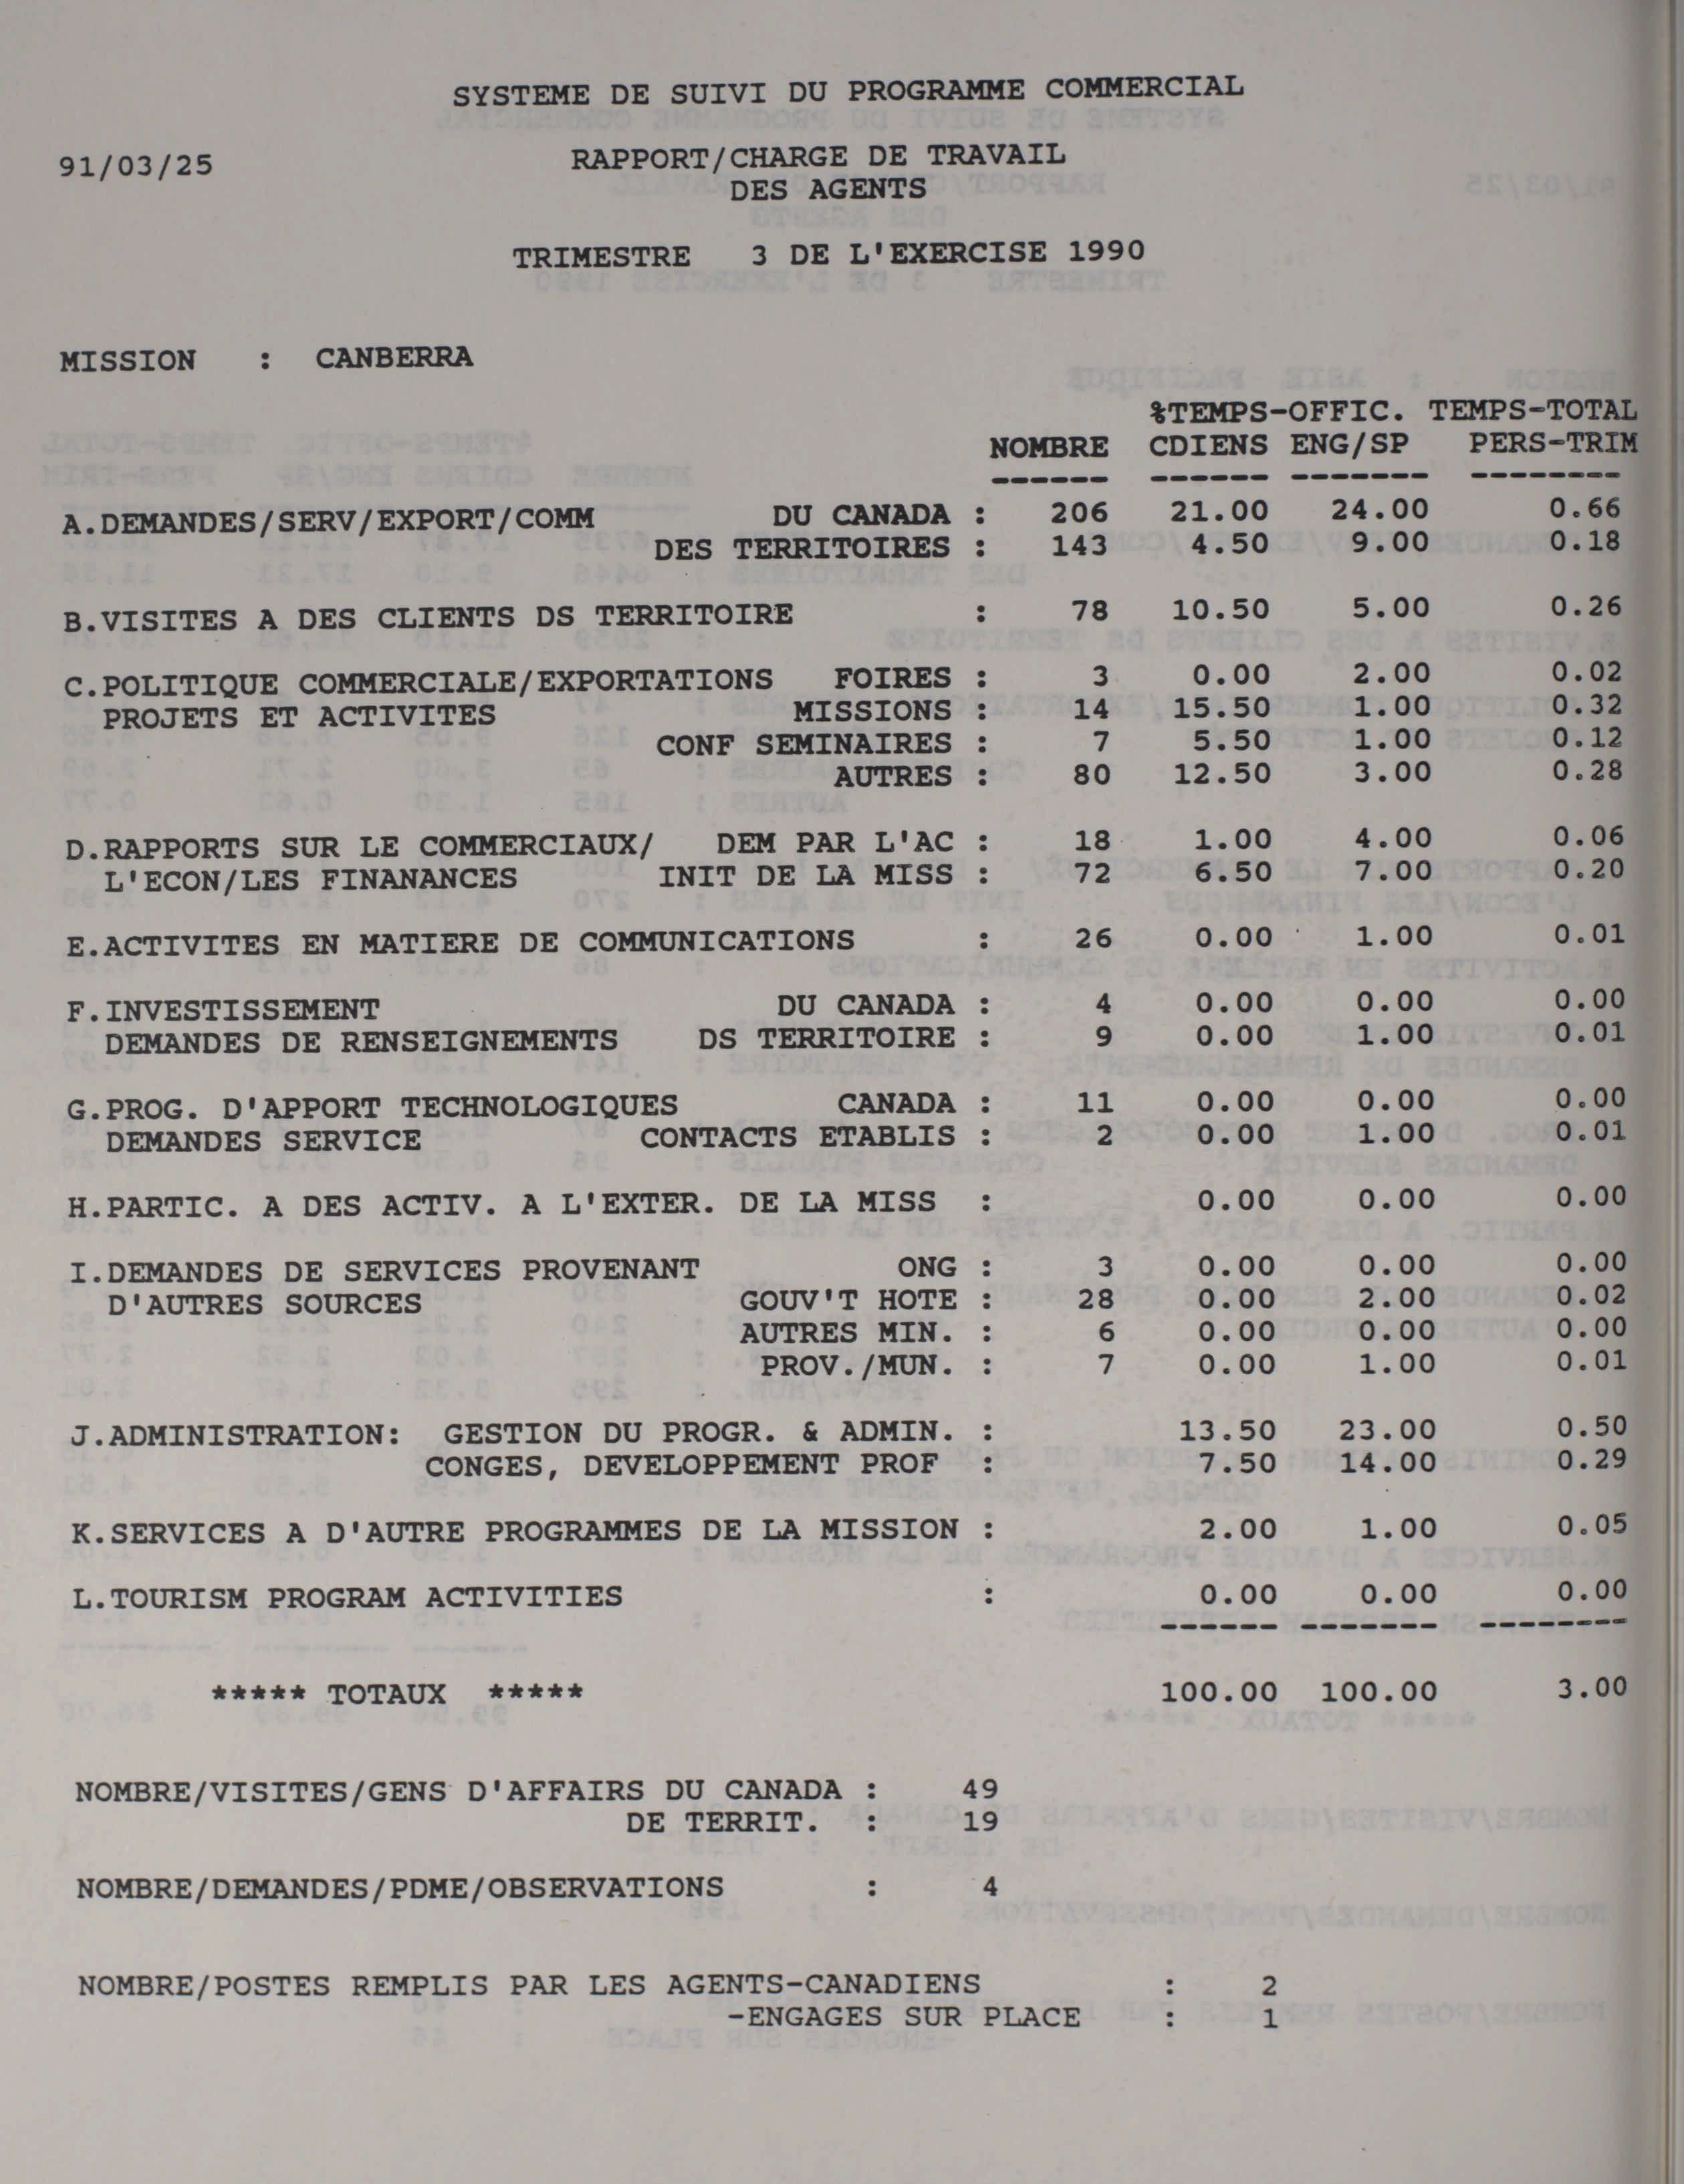 SYSTEME DE SUIVI DU PROGRAMME COMMERCIAL
91/03/25 RAPPORT/CHARGE DE TRAVAIL
DES AGENTS
TRIMESTRE 3 DE L'EXERCISE 1990
MISSION : CANBERRA
%TEMPS-OFFIC. TEMPS-TOTAL
NOMBRE CDIENS ENG/SP PERS-TRIM
------ ------ ------- --------
A.DEMANDES/SERV/EXPORT/COMM DU CANADA : 206 21.00 24.00 0.66
DES TERRITOIRES : 143 4.50 9.00 0.18
B.VISITES A DES CLIENTS DS TERRITOIRE : 78 10.50 5.00 0.26
C.POLITIQUE COMMERCIALE/EXPORTATIONS FOIRES : 3 0.00 2.00 0.02
PROJETS ET ACTIVITES MISSIONS : 14 15.50 1.00 0.32
CONF SEMINAIRES : 7 5.50 1.00 0.12
AUTRES : 80 12.50 3.00 0.28
D.RAPPORTS SUR LE COMMERCIAUX/ DEM PAR L'AC : 18 1.00 4.00 0.06
L'ECON/LES FINANANCES INIT DE LA MISS : 72 6.50 7.00 0.20
E.ACTIVITES EN MATIERE DE COMMUNICATIONS : 26 0.00 1.00 0.01
F.INVESTISSEMENT DU CANADA : 4 0.00 0.00 0.00
DEMANDES DE RENSEIGNEMENTS DS TERRITOIRE : 9 0.00 1.00 0.01
G.PROG. D'APPORT TECHNOLOGIQUES CANADA : 11 0.00 0.00 0.00
DEMANDES SERVICE CONTACTS ETABLIS : 2 0.00 1.00 0.01
H.PARTIC. A DES ACTIV. A L'EXTER. DE LA MISS : 0.00 0.00 0.00
I.DEMANDES DE SERVICES PROVENANT ONG : 3 0.00 0.00 0.00
D'AUTRES SOURCES GOUV'T HOTE : 28 0.00 2.00 0.02
AUTRES MIN. : 6 0.00 0.00 0.00
PROV./MUN. : 7 0.00 1.00 0.01
J.ADMINISTRATION: GESTION DU PROGR. & ADMIN. : 13.50 23.00 0.50
CONGES, DEVELOPPEMENT PROF : 7.50 14.00 0.29
K.SERVICES A D'AUTRE PROGRAMMES DE LA MISSION : 2.00 1.00 0.05
L.TOURISM PROGRAM ACTIVITIES : 0.00 0.00 0.00
------ ------- --------
***** TOTAUX ***** 100.00 100.00 3.00
NOMBRE/VISITES/GENS D'AFFAIRS DU CANADA : 49
DE TERRIT. : 19
NOMBRE/DEMANDES/PDME/OBSERVATIONS : 4
NOMBRE/POSTES REMPLIS PAR LES AGENTS-CANADIENS : 2
-ENGAGES SUR PLACE : 1